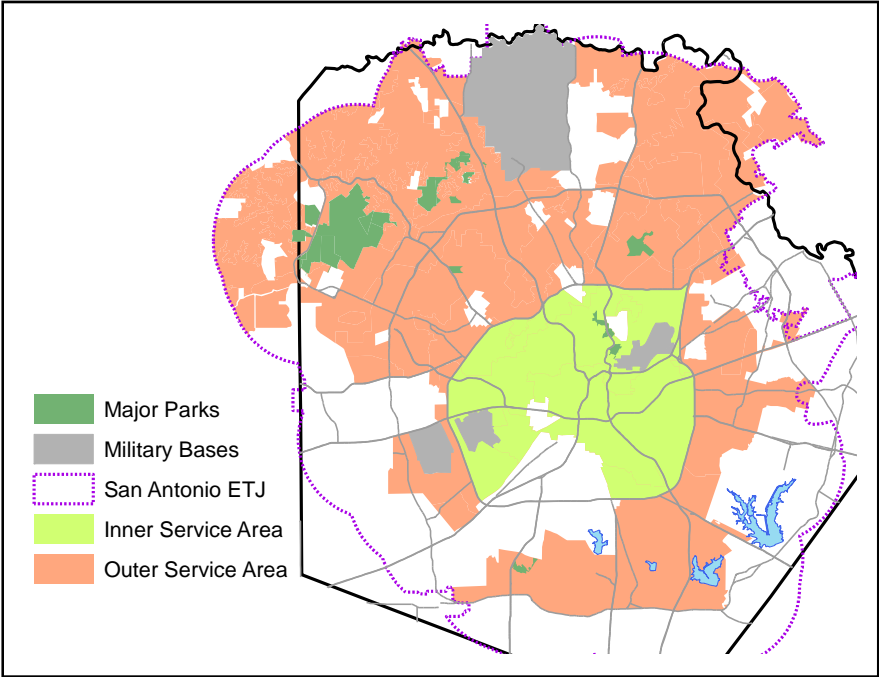 Major Parks
Military Bases
San Antonio ETJ
Inner Service Area
Outer Service Area